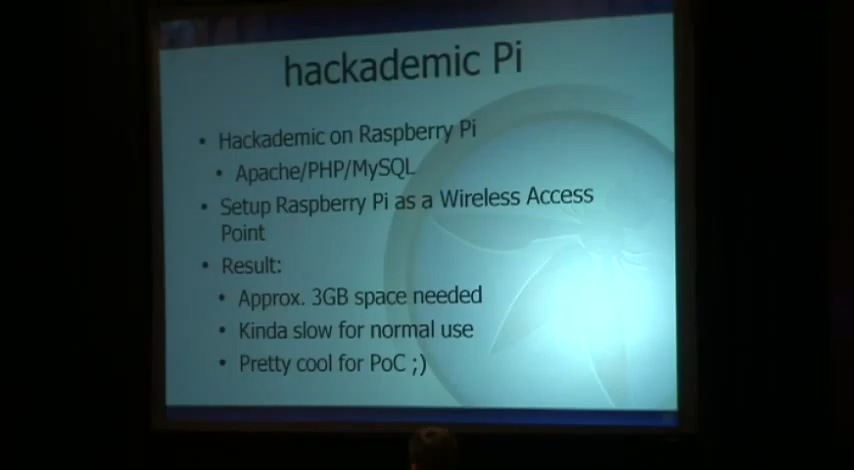 hackademic Pi
• Hackademic on Raspberry Pi
• Apache/PHP/MySQL
• Setup Raspberry Pi as a Wireless Access
Point
• Result:
• Approx. 3GB space needed
• Kinda slow for normal use
• Pretty cool for PoC ;)